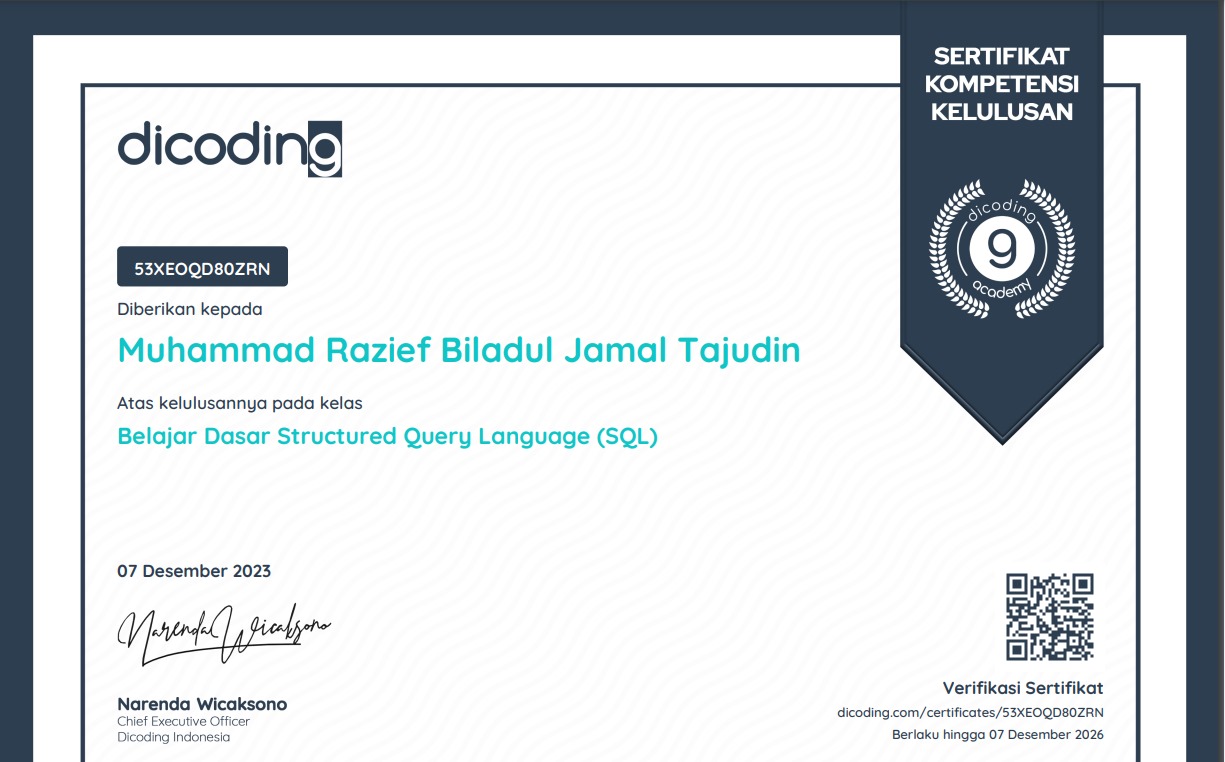 SERTIFIKAT
KOMPETENSI
KELULUSAN
dicoding
dicoding
g
academy
53XEOQD80ZRN
Diberikan kepada
Muhammad Razief Biladul Jamal Tajudin
Atas kelulusannya pada kelas
Belajar Dasar Structured Query Language (SQL)
07 Desember 2023
Narenda Wicaksono
Narenda Wicaksono
Chief Executive Officer
Dicoding Indonesia
Verifikasi Sertifikat
dicoding.com/certificates/53XEOQD80ZRN
Berlaku hingga 07 Desember 2026